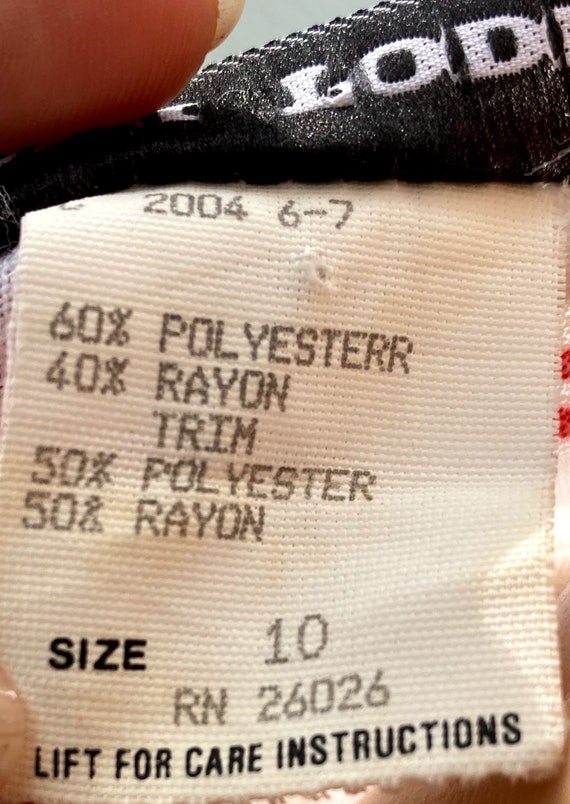 LOD
2004 6-7
60% POLYESTERR
40% RAYON
TRIM
50% POLYESTER
50% RAYON
SIZE 10
RN 26026
LIFT FOR CARE INSTRUCTIONS